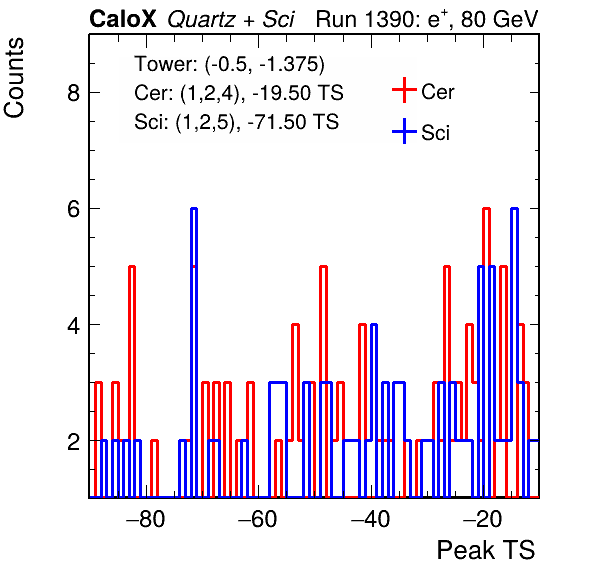 CaloX Quartz + Sci Run 1390: e+, 80 GeV
Tower: (-0.5, -1.375)
Cer: (1,2,4), -19.50 TS
Sci: (1,2,5), -71.50 TS
Cer
Sci
Counts
8
6
4
2
−80 −60 −40 −20
Peak TS